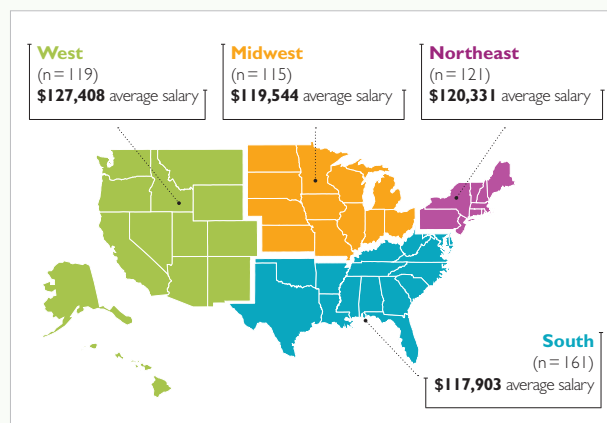 West
(n = 119)
$127,408 average salary
Midwest
(n = 115)
$119,544 average salary
Northeast
(n = 121)
$120,331 average salary
South
(n = 161)
$117,903 average salary